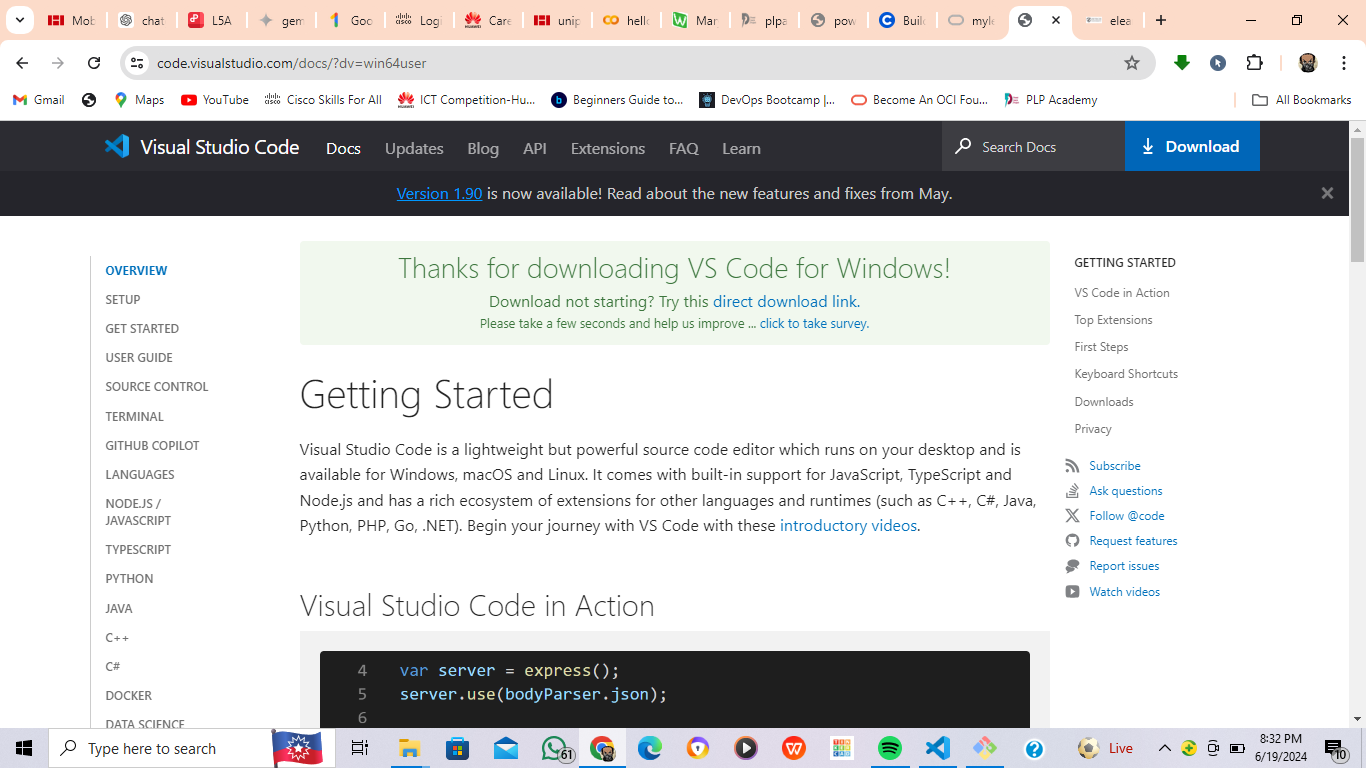 Mob
chat
L5A
gem
Goo
Logi
Care
unip
hello
Mar
plpa
pow
Buil
myle
elea
code.visualstudio.com/docs/?dv=win64user
Gmail
Maps
YouTube
Cisco Skills For All
ICT Competition-Hu...
Beginners Guide to...
DevOps Bootcamp |...
Become An OCI Fou...
PLP Academy
All Bookmarks
Visual Studio Code
Docs
Updates
Blog
API
Extensions
FAQ
Learn
Search Docs
Download
Version 1.90 is now available! Read about the new features and fixes from May.
OVERVIEW
SETUP
GET STARTED
USER GUIDE
SOURCE CONTROL
TERMINAL
GITHUB COPILOT
LANGUAGES
NODE.JS /
JAVASCRIPT
TYPESCRIPT
PYTHON
JAVA
C++
C#
DOCKER
DATA SCIENCE
Thanks for downloading VS Code for Windows!
Download not starting? Try this direct download link.
Please take a few seconds and help us improve ... click to take survey.
Getting Started
Visual Studio Code is a lightweight but powerful source code editor which runs on your desktop and is
available for Windows, macOS and Linux. It comes with built-in support for JavaScript, TypeScript and
Node.js and has a rich ecosystem of extensions for other languages and runtimes (such as C++, C#, Java,
Python, PHP, Go, .NET). Begin your journey with VS Code with these introductory videos.
Visual Studio Code in Action
4 var server = express();
5 server.use(bodyParser.json);
6
GETTING STARTED
VS Code in Action
Top Extensions
First Steps
Keyboard Shortcuts
Downloads
Privacy
Subscribe
Ask questions
Follow @code
Request features
Report issues
Watch videos
Type here to search
61
Live
8:32 PM
6/19/2024
10